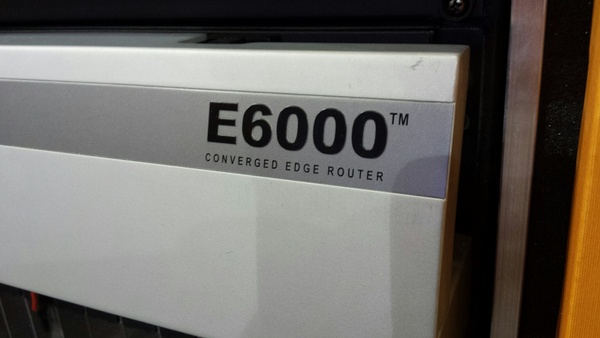 E6000™
CONVERGED EDGE ROUTER